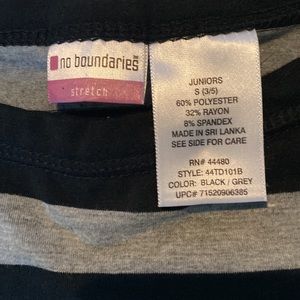 no boundaries
stretch
JUNIORS
S (3/5)
60% POLYESTER
32% RAYON
8% SPANDEX
MADE IN SRI LANKA
SEE SIDE FOR CARE
RN# 44480
STYLE: 44TD101B
COLOR: BLACK / GREY
UPC# 71520906385